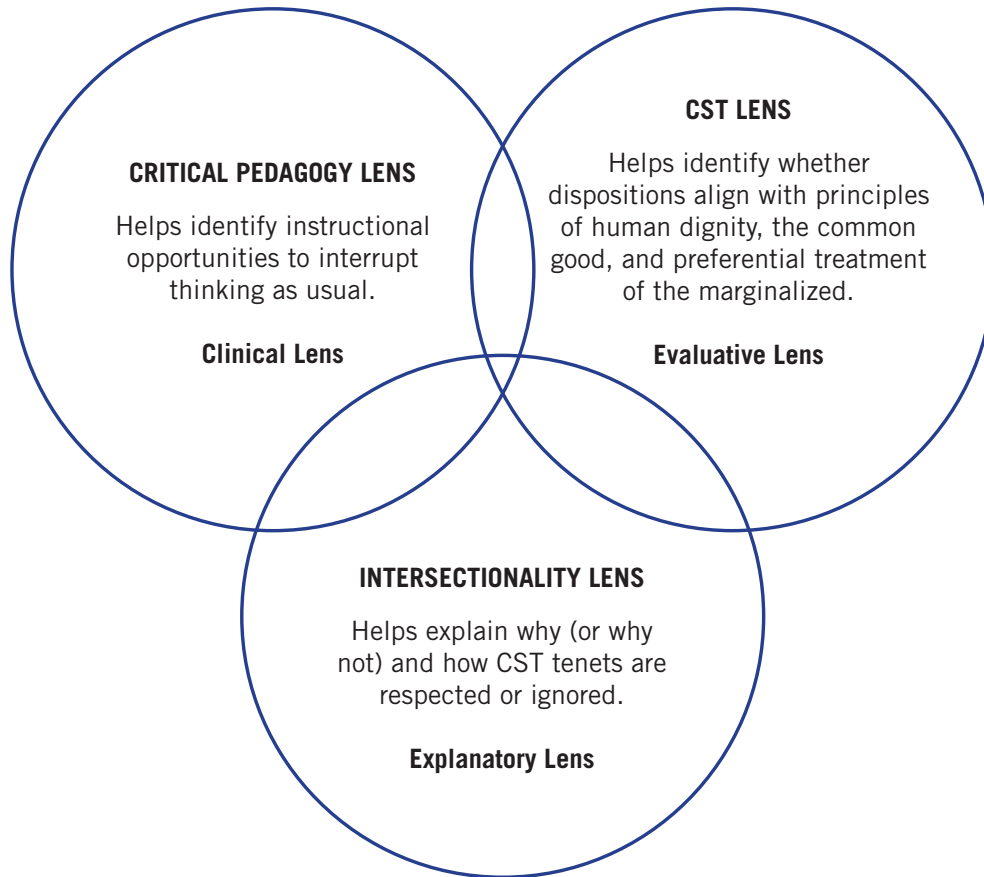 CRITICAL PEDAGOGY LENS
Helps identify instructional
opportunities to interrupt
thinking as usual.
Clinical Lens
CST LENS
Helps identify whether
dispositions align with principles
of human dignity, the common
good, and preferential treatment
of the marginalized.
Evaluative Lens
INTERSECTIONALITY LENS
Helps explain why (or why
not) and how CST tenets are
respected or ignored.
Explanatory Lens